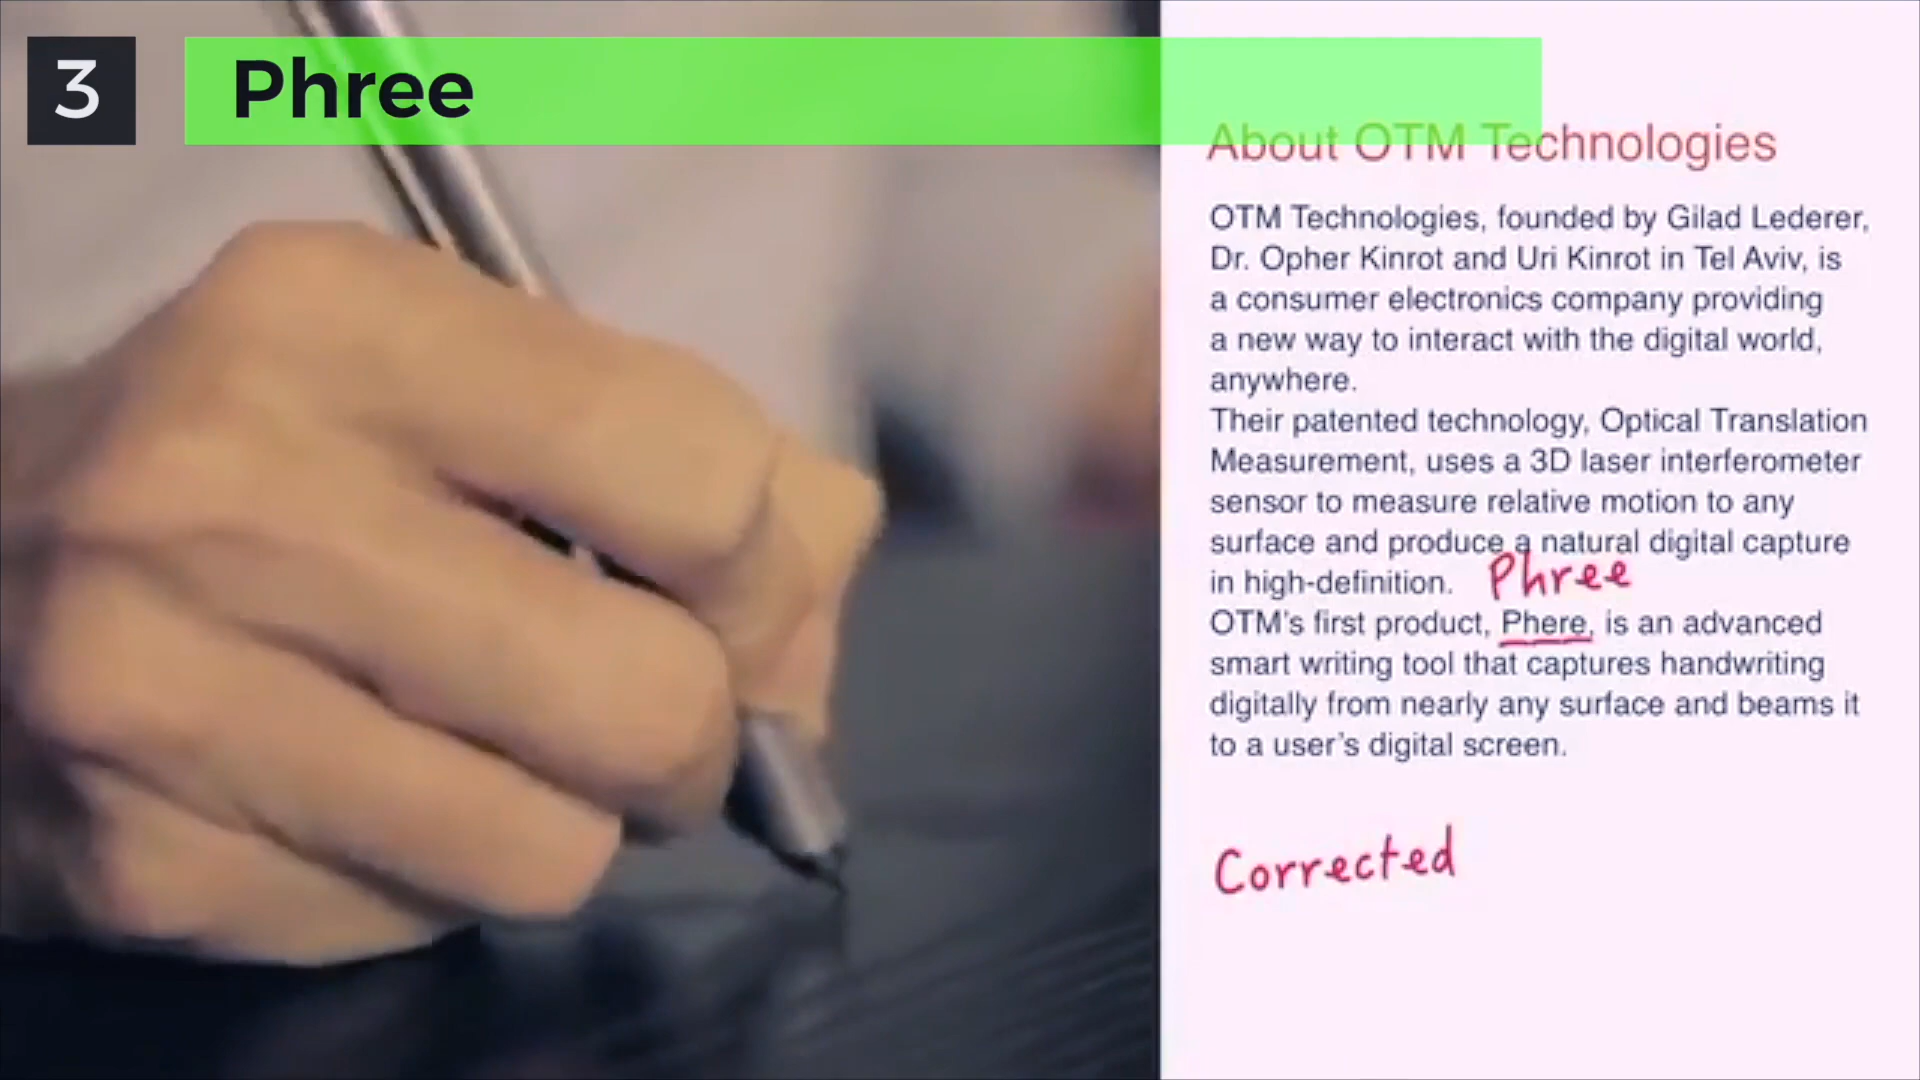 3
Phree
About OTM Technologies
OTM Technologies, founded by Gilad Lederer,
Dr. Opher Kinrot and Uri Kinrot in Tel Aviv, is
a consumer electronics company providing
a new way to interact with the digital world,
anywhere.
Their patented technology, Optical Translation
Measurement, uses a 3D laser interferometer
sensor to measure relative motion to any
surface and produce a natural digital capture
in high-definition. Phree
OTM's first product, Phere, is an advanced
smart writing tool that captures handwriting
digitally from nearly any surface and beams it
to a user's digital screen.
Corrected